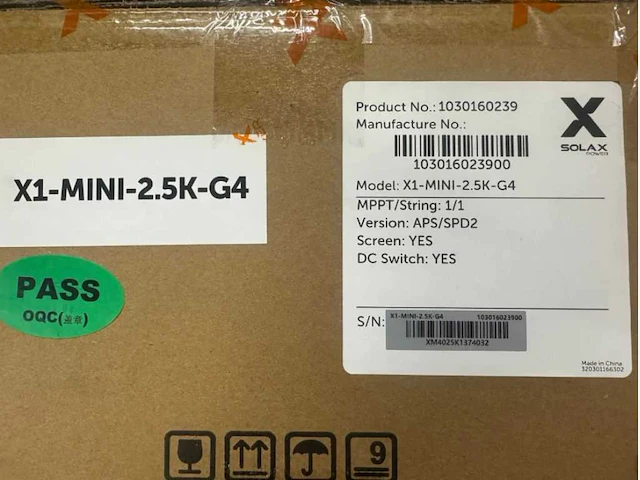 X1-MINI-2.5K-G4
PASS
OQC(盖章)
Product No.: 1030160239
Manufacture No.:
103016023900
X
SOLAX
POWER
Model: X1-MINI-2.5K-G4
MPPT/String: 1/1
Version: APS/SPD2
Screen: YES
DC Switch: YES
S/N:
X1-MINI-2.5K-G4 103016023900
XM4025K1374032
Made in China
320301166302
9